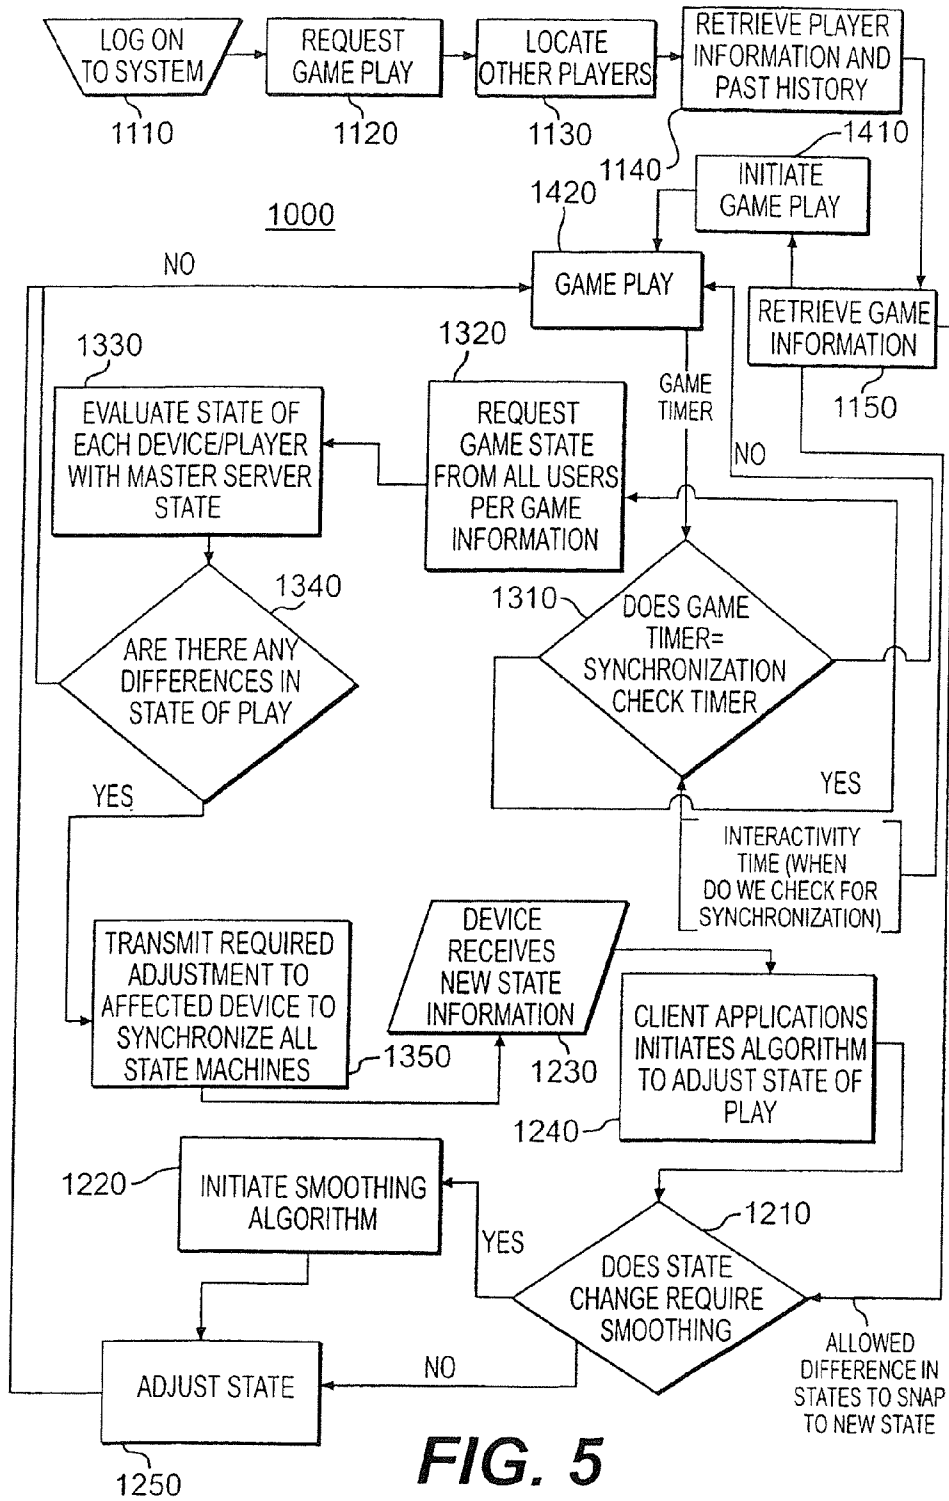 LOG ON
TO SYSTEM
1110
REQUEST
GAME PLAY
1120
LOCATE
OTHER PLAYERS
1130
RETRIEVE PLAYER
INFORMATION AND
PAST HISTORY
1140
1410
INITIATE
GAME PLAY
1000
1420
GAME PLAY
NO
RETRIEVE GAME
INFORMATION
1150
GAME
TIMER
NO
1320
REQUEST
GAME STATE
FROM ALL USERS
PER GAME
INFORMATION
1330
EVALUATE STATE OF
EACH DEVICE/PLAYER
WITH MASTER SERVER
STATE
1340
ARE THERE ANY
DIFFERENCES IN
STATE OF PLAY
1310
DOES GAME
TIMER=
SYNCHRONIZATION
CHECK TIMER
YES
YES
INTERACTIVITY
TIME (WHEN
DO WE CHECK FOR
SYNCHRONIZATION)
TRANSMIT REQUIRED
ADJUSTMENT TO
AFFECTED DEVICE TO
SYNCHRONIZE ALL
STATE MACHINES
1350
DEVICE
RECEIVES
NEW STATE
INFORMATION
1230
CLIENT APPLICATIONS
INITIATES ALGORITHM
TO ADJUST STATE OF
PLAY
1240
1220
INITIATE SMOOTHING
ALGORITHM
YES
1210
DOES STATE
CHANGE REQUIRE
SMOOTHING
ALLOWED
DIFFERENCE IN
STATES TO SNAP
TO NEW STATE
NO
ADJUST STATE
1250
FIG. 5